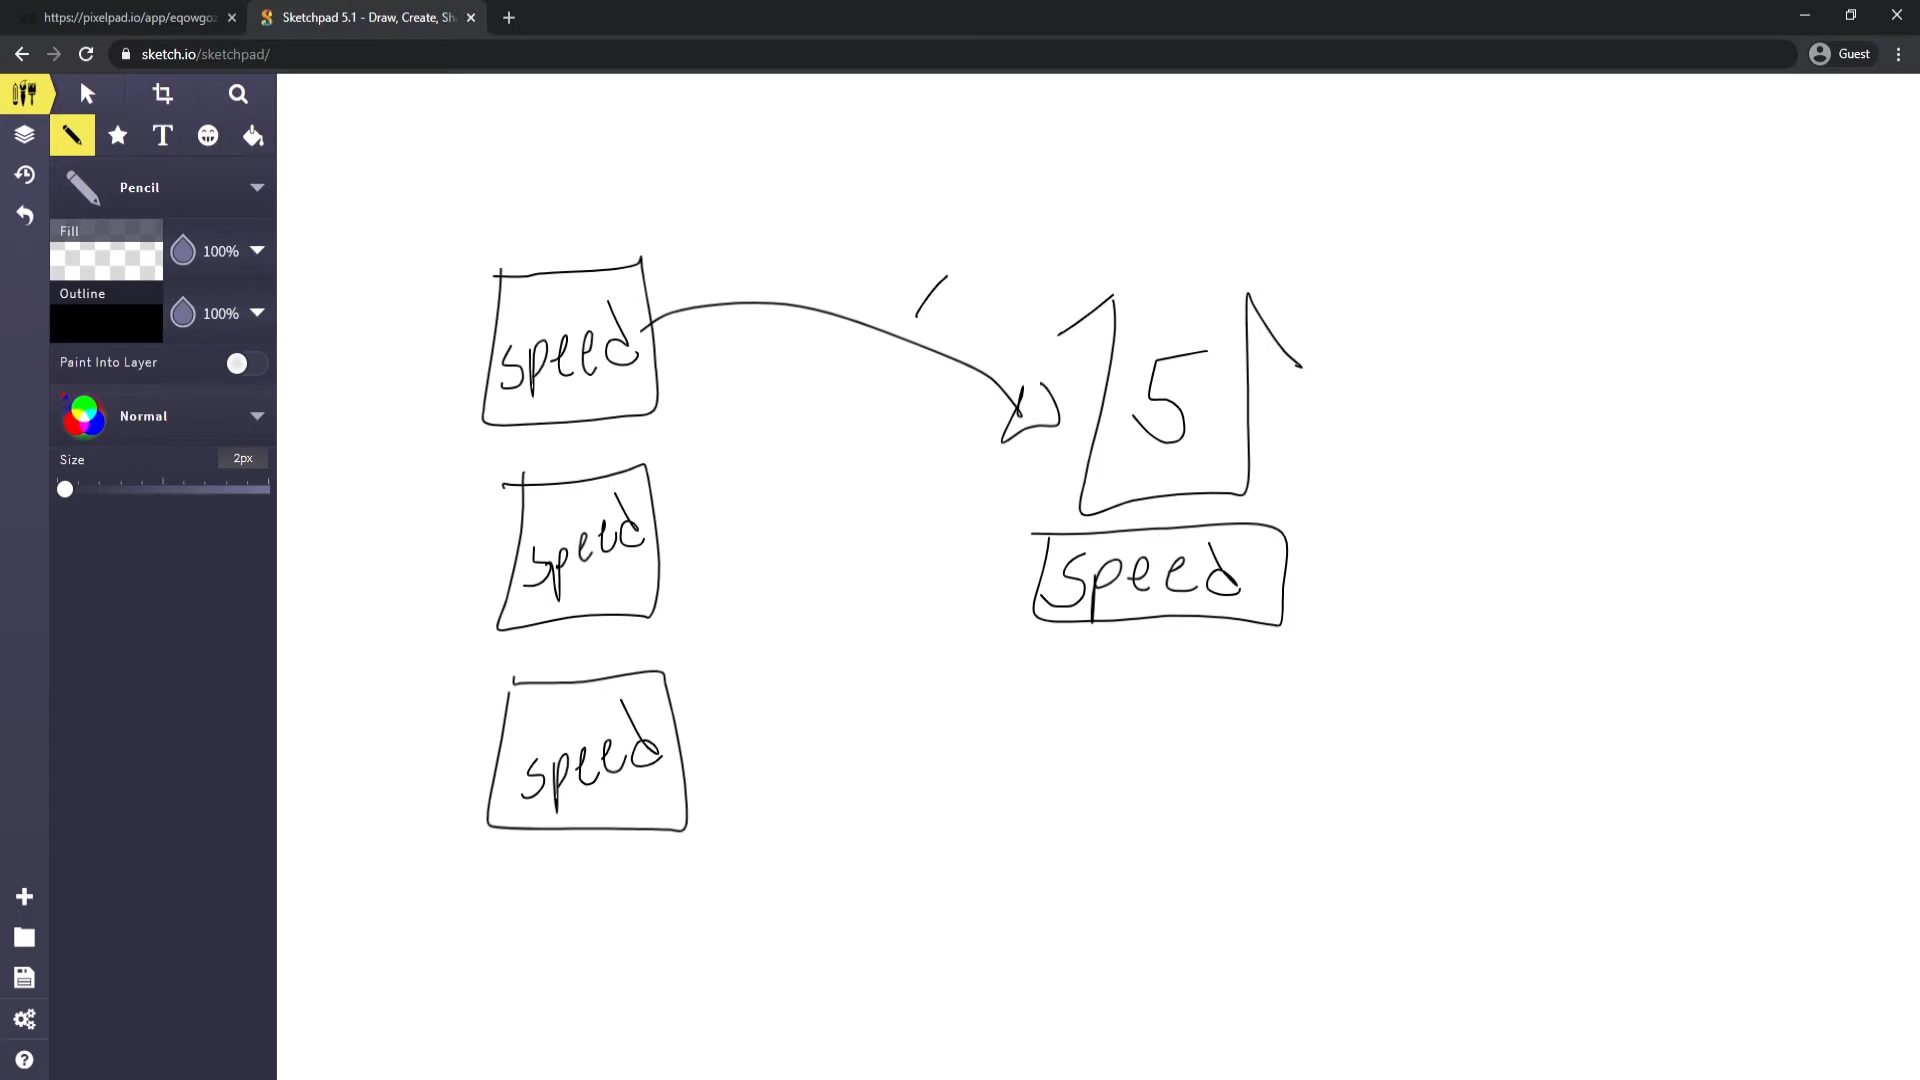 https://pixelpad.io/app/eqowgo
Sketchpad 5.1 - Draw, Create, Sh
sketch.io/sketchpad/
Guest
T
Pencil
Fill
100%
Outline
100%
Paint Into Layer
Normal
Size
2px
speed
5
speed
speed
speed